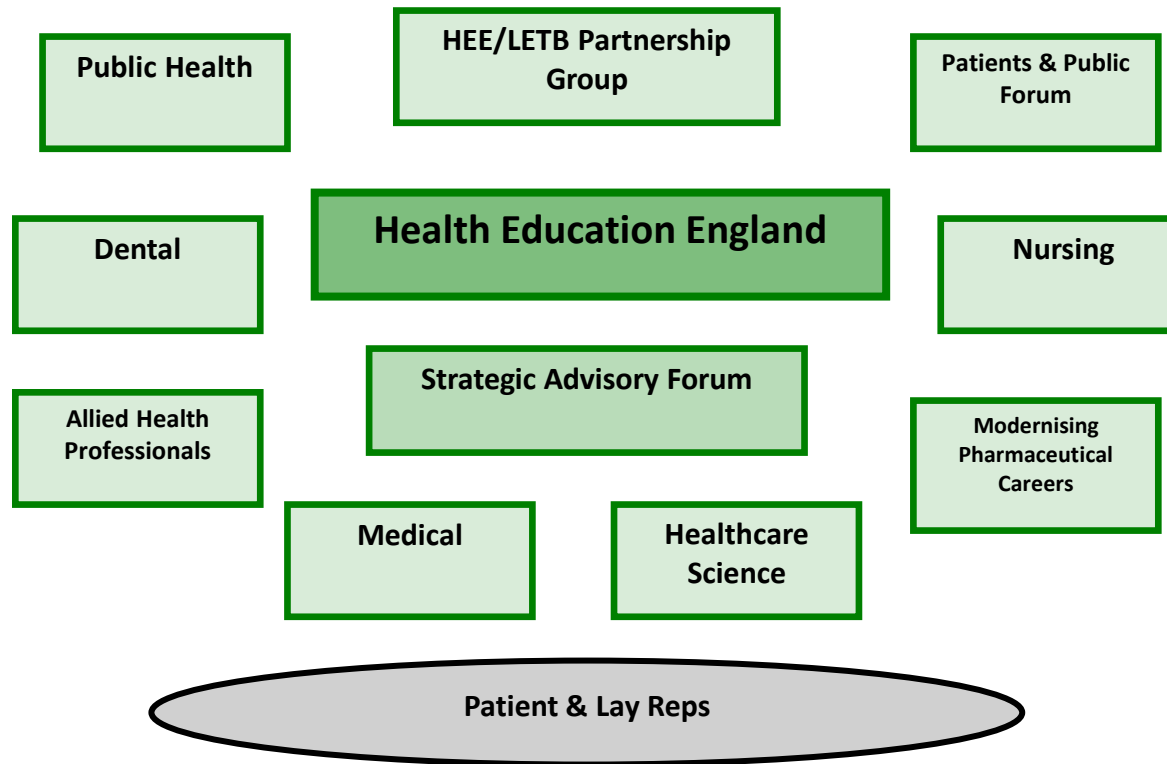 Public Health
HEE/LETB Partnership
Group
Patients & Public
Forum
Dental
Health Education England
Nursing
Strategic Advisory Forum
Allied Health
Professionals
Modernising
Pharmaceutical
Careers
Medical
Healthcare
Science
Patient & Lay Reps